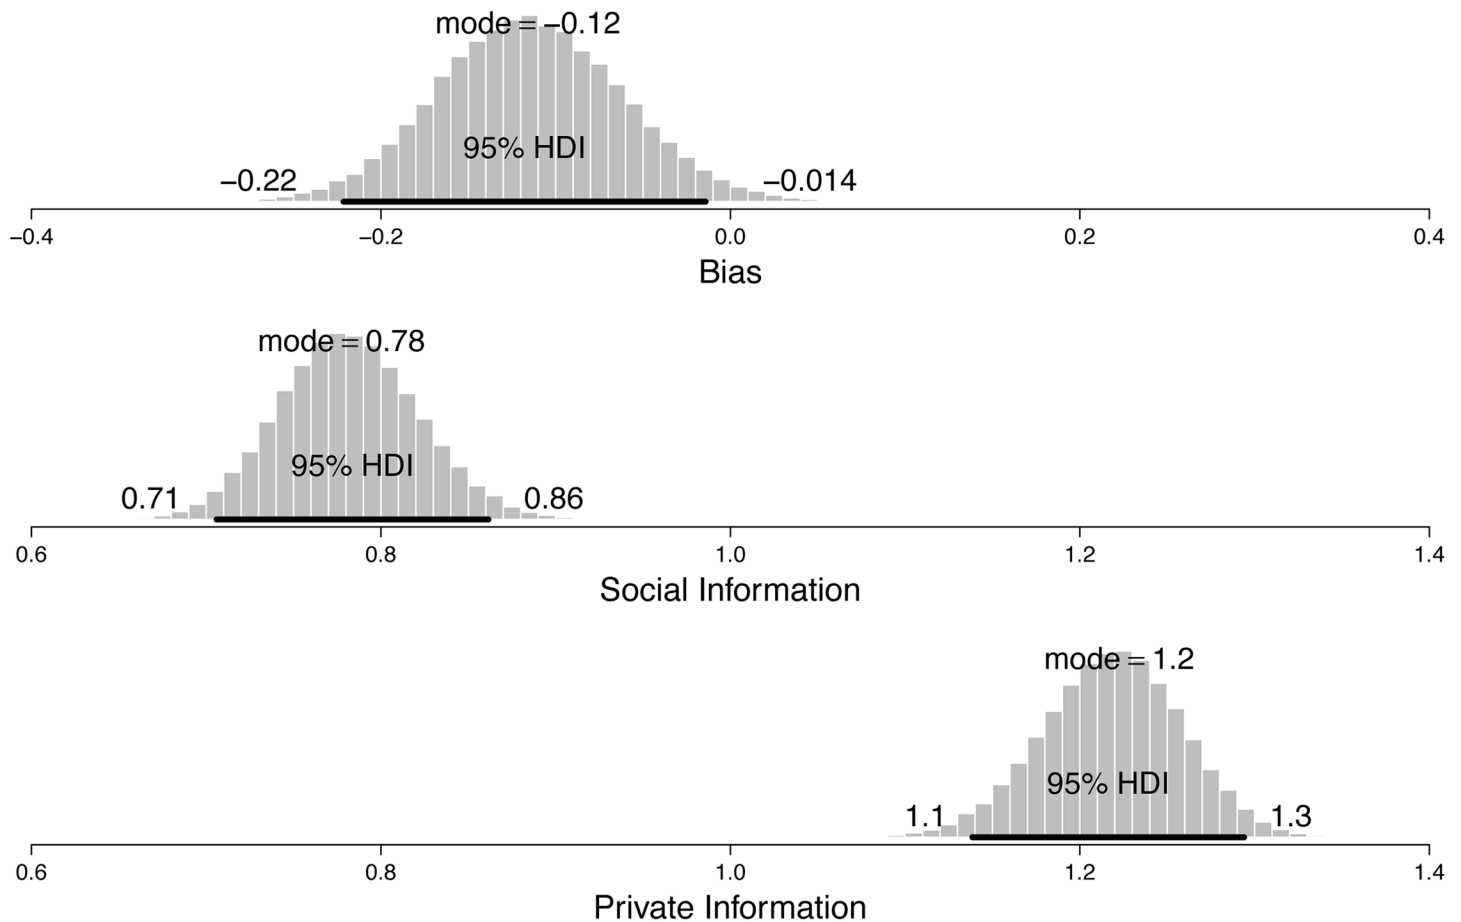 mode = −0.12
95% HDI
−0.22 −0.014
−0.4 −0.2 0.0 0.2 0.4
Bias
mode = 0.78
95% HDI
0.71 0.86
0.6 0.8 1.0 1.2 1.4
Social Information
mode = 1.2
95% HDI
1.1 1.3
0.6 0.8 1.0 1.2 1.4
Private Information